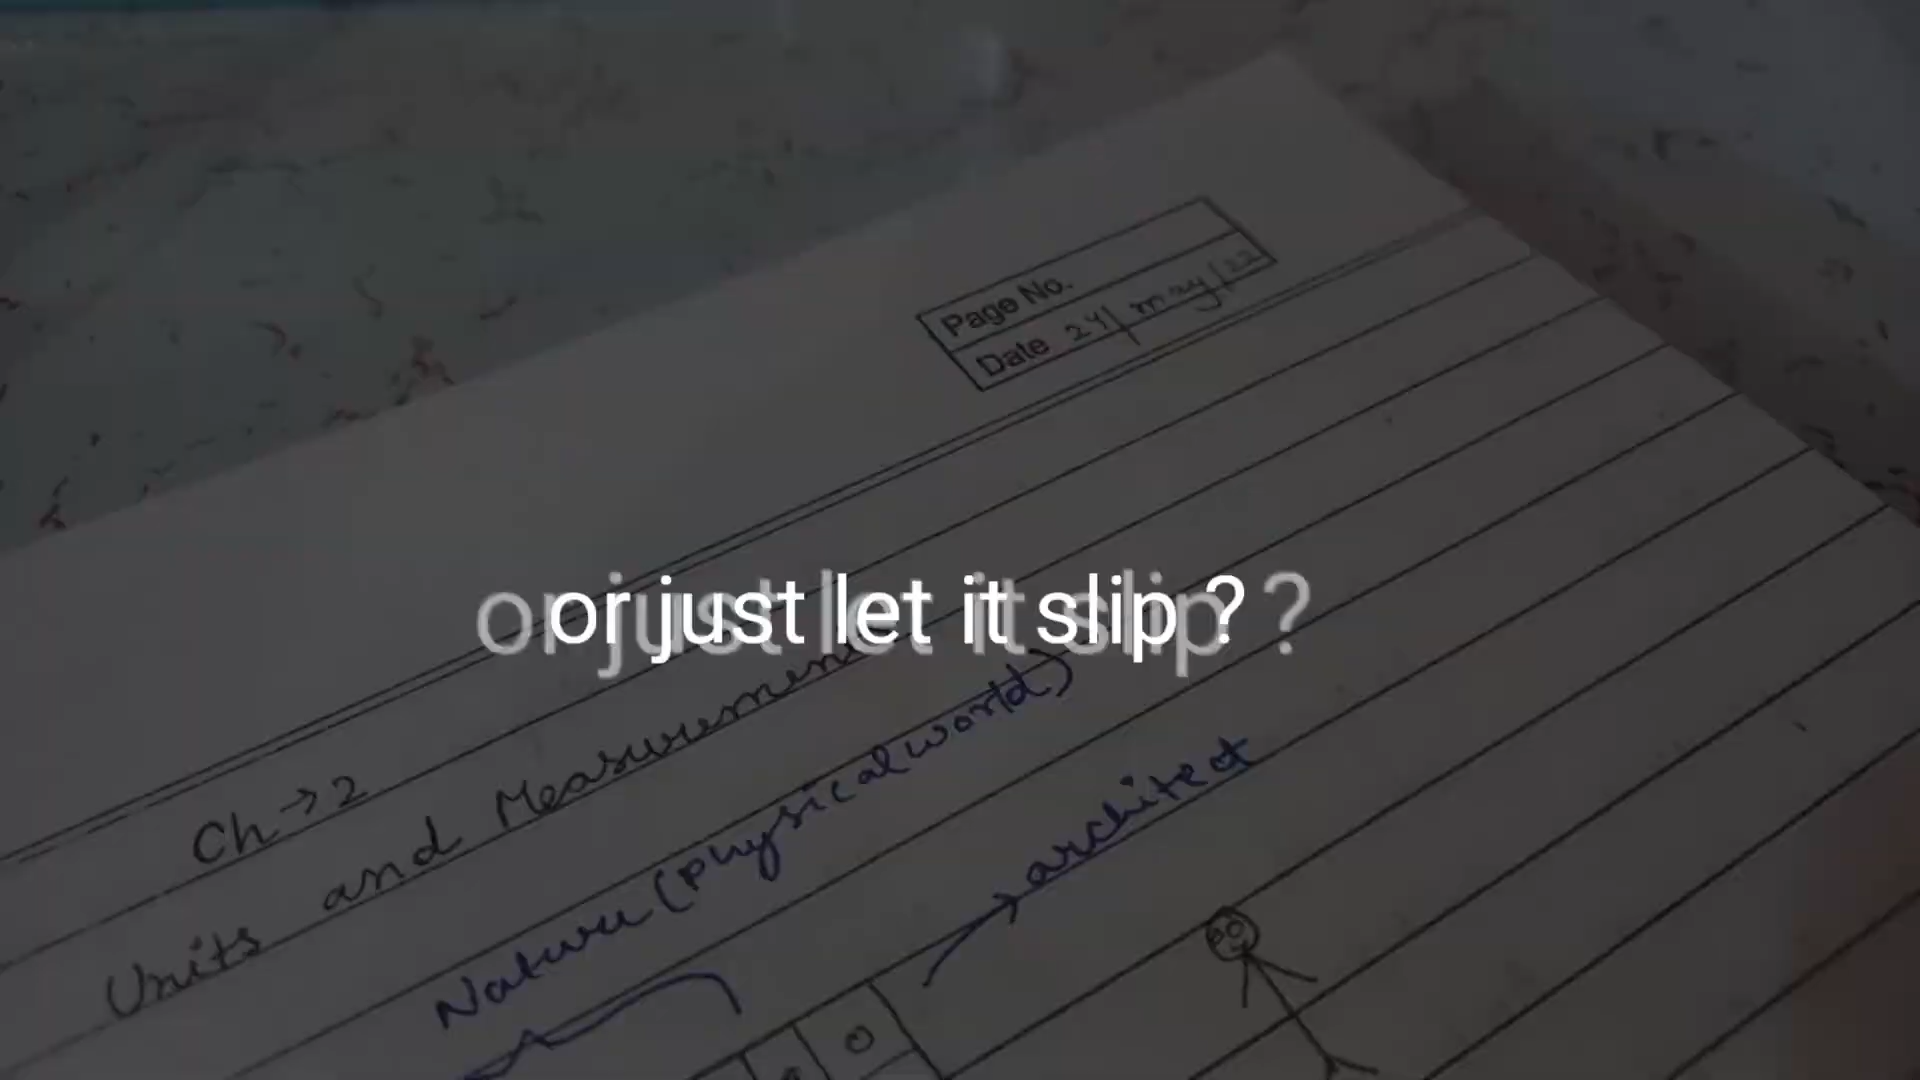 Page No.
Date 24/may/22
or just let it slip ?
Ch → 2
Units and Measurement
Nature (physical world)
→ architect